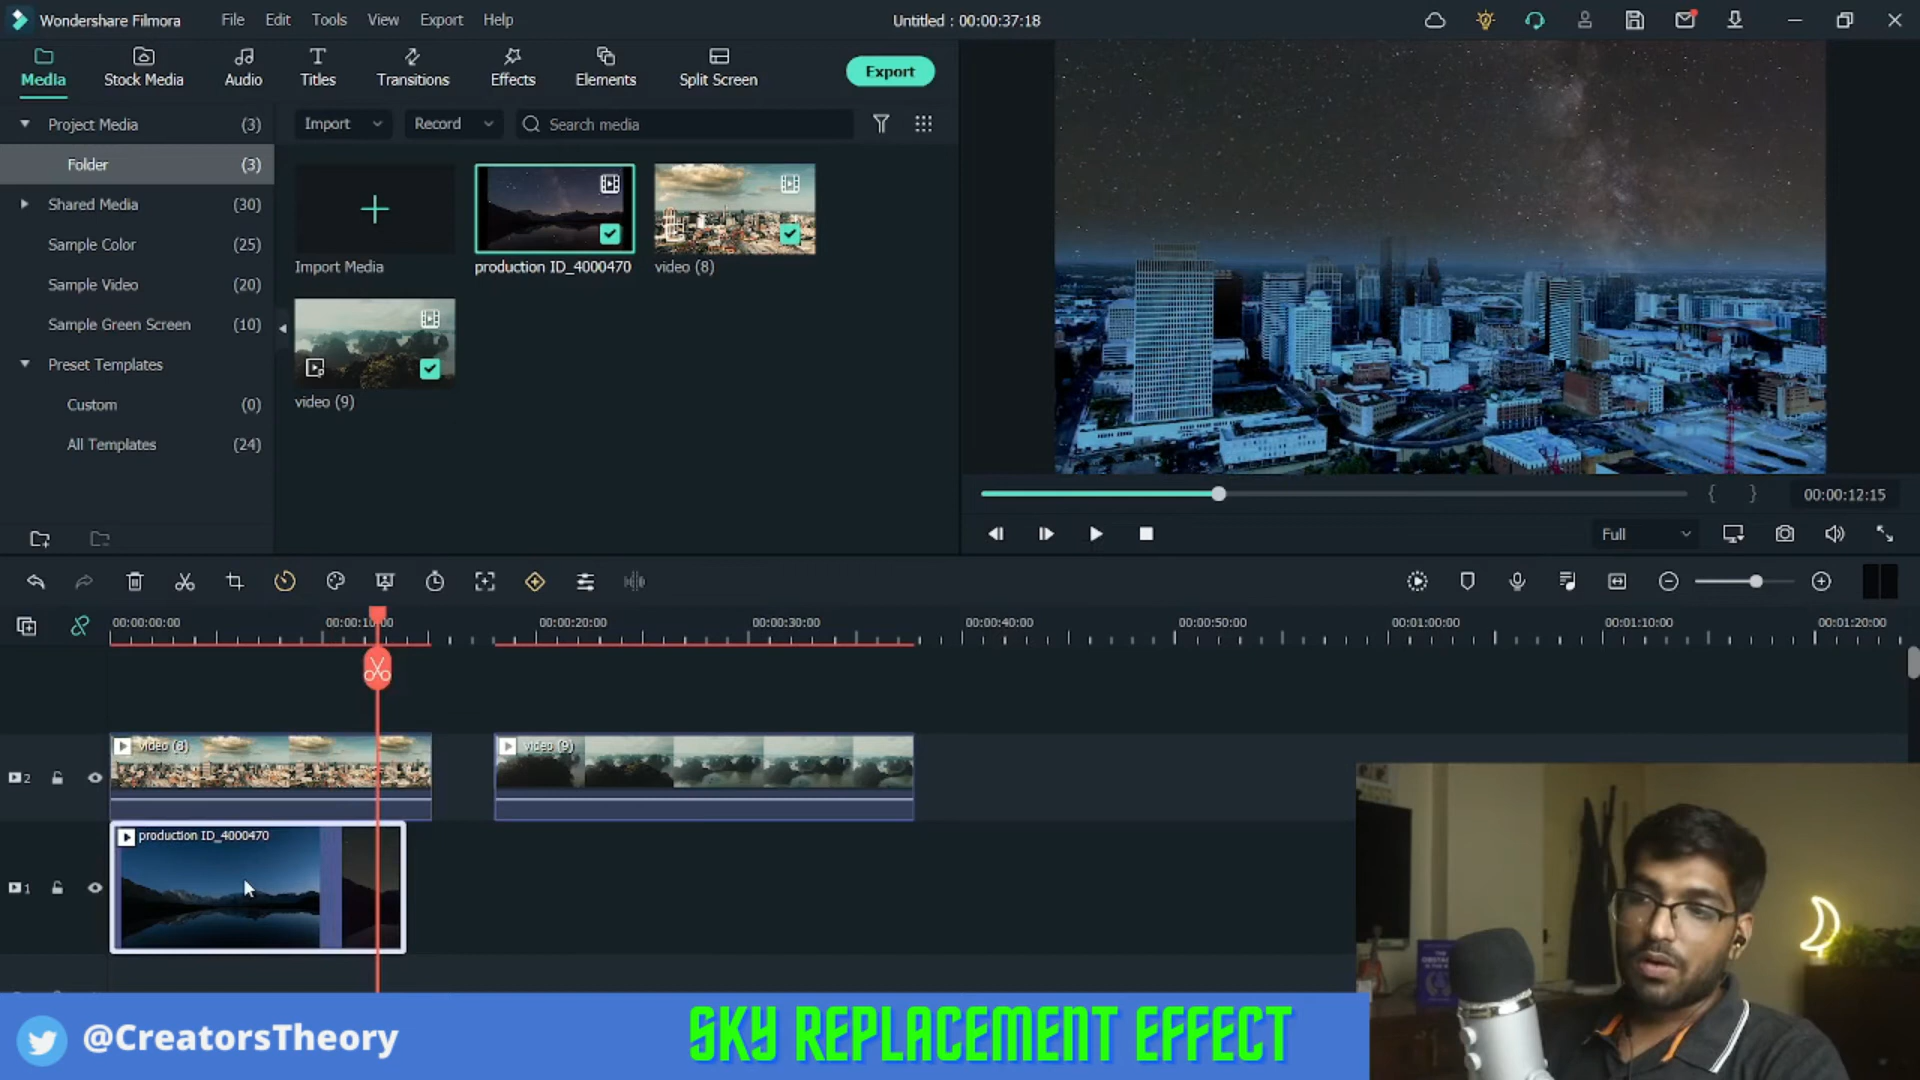 Wondershare Filmora
File
Edit
Tools
View
Export
Help
Untitled : 00:00:37:18
Media
Stock Media
Audio
Titles
Transitions
Effects
Elements
Split Screen
Export
Project Media (3)
Folder (3)
Shared Media (30)
Sample Color (25)
Sample Video (20)
Sample Green Screen (10)
Preset Templates
Custom (0)
All Templates (24)
Import
Record
Search media
Import Media
production ID_4000470
video (8)
video (9)
00:00:12:15
Full
00:00:00:00
00:00:20:00
00:00:30:00
00:00:40:00
00:00:50:00
00:01:00:00
00:01:10:00
00:01:20:00
2
video (8)
video (9)
1
production ID_4000470
@CreatorsTheory
SKY REPLACEMENT EFFECT